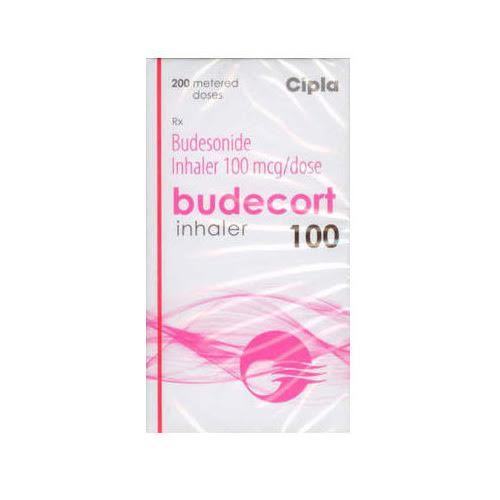 200 metered
doses
Cipla
Rx
Budesonide
Inhaler 100 mcg/dose
budecort
inhaler 100